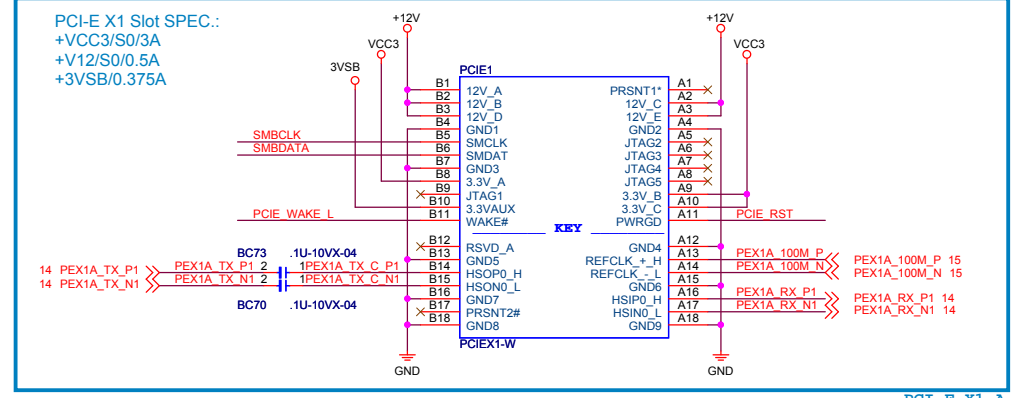 PCI-E X1 Slot SPEC.:
+VCC3/S0/3A
+V12/S0/0.5A
+3VSB/0.375A
+12V
VCC3
3VSB
+12V
VCC3
PCIE1
B1 12V_A PRSNT1* A1
B2 12V_B 12V_C A2
B3 12V_D 12V_E A3
B4 GND1 GND2 A4
SMBCLK B5 SMCLK JTAG2 A5
SMBDATA B6 SMDAT JTAG3 A6
B7 GND3 JTAG4 A7
B8 3.3V_A JTAG5 A8
B9 JTAG1 3.3V_B A9
B10 3.3VAUX 3.3V_C A10
PCIE_WAKE_L B11 WAKE# PWRGD A11 PCIE_RST
KEY
B12 RSVD_A GND4 A12
BC73 .1U-10VX-04 B13 GND5 REFCLK_+_H A13 PEX1A_100M_P PEX1A_100M_P 15
14 PEX1A_TX_P1 PEX1A_TX_P1 2 1 PEX1A_TX_C_P1 B14 HSOP0_H REFCLK_-_L A14 PEX1A_100M_N PEX1A_100M_N 15
14 PEX1A_TX_N1 PEX1A_TX_N1 2 1 PEX1A_TX_C_N1 B15 HSON0_L GND6 A15
B16 GND7 HSIP0_H A16 PEX1A_RX_P1 PEX1A_RX_P1 14
BC70 .1U-10VX-04 B17 PRSNT2# HSIN0_L A17 PEX1A_RX_N1 PEX1A_RX_N1 14
B18 GND8 GND9 A18
PCIEX1-W
GND
GND